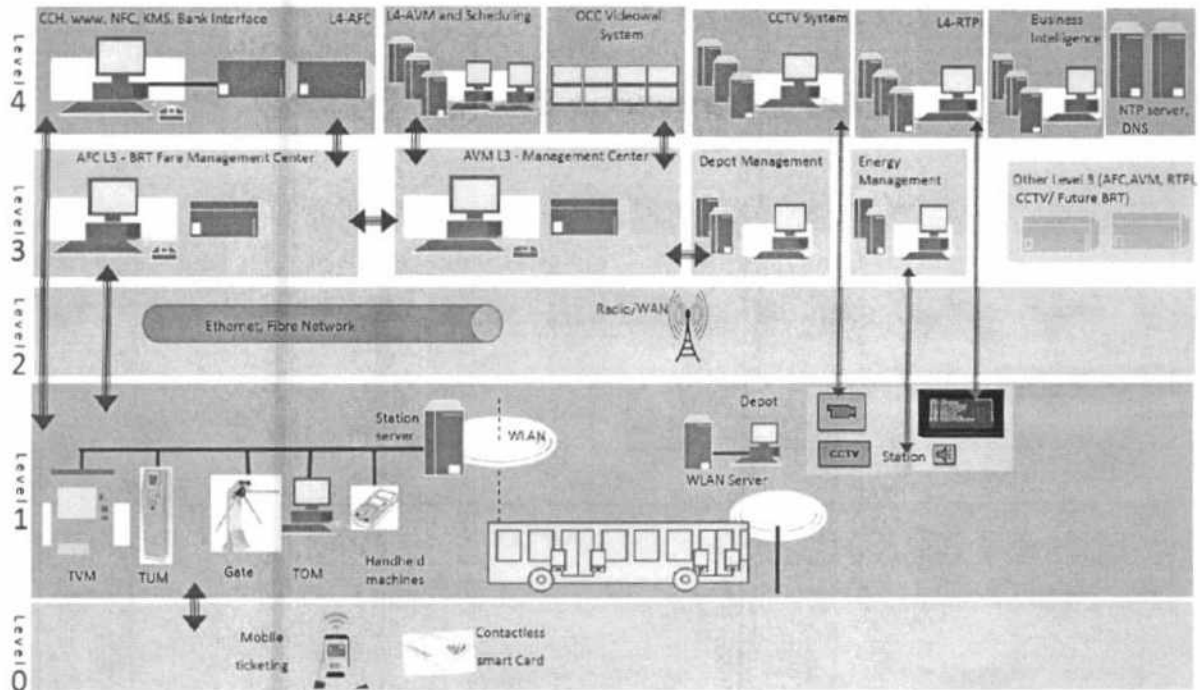 Level 4
CCH, www, NFC, KMS, Bank Interface
L4-AFC
L4-AVM and Scheduling
OCC Videowal
System
CCTV System
L4-RTPI
Business
Intelligence
NTP server,
DNS
Level 3
AFC L3 - BRT Fare Management Center
AVM L3 - Management Center
Depot Management
Energy
Management
Other Level 3 (AFC,AVM, RTPI,
CCTV/ Future BRT)
Level 2
Ethernet, Fibre Network
Radio/WAN
Level 1
Station
server
WLAN
Depot
WLAN Server
CCTV
Station
TVM
TUM
Gate
TOM
Handheld
machines
Level 0
Mobile
ticketing
Contactless
smart Card